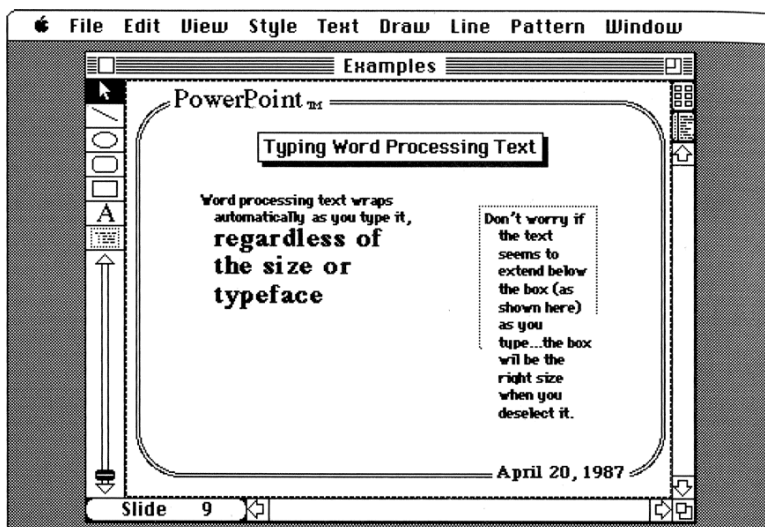 File Edit View Style Text Draw Line Pattern Window
Examples
PowerPoint TM
Typing Word Processing Text
Word processing text wraps
automatically as you type it,
regardless of
the size or
typeface
Don't worry if
the text
seems to
extend below
the box (as
shown here)
as you
type...the box
wil be the
right size
when you
deselect it.
A
April 20, 1987
Slide 9